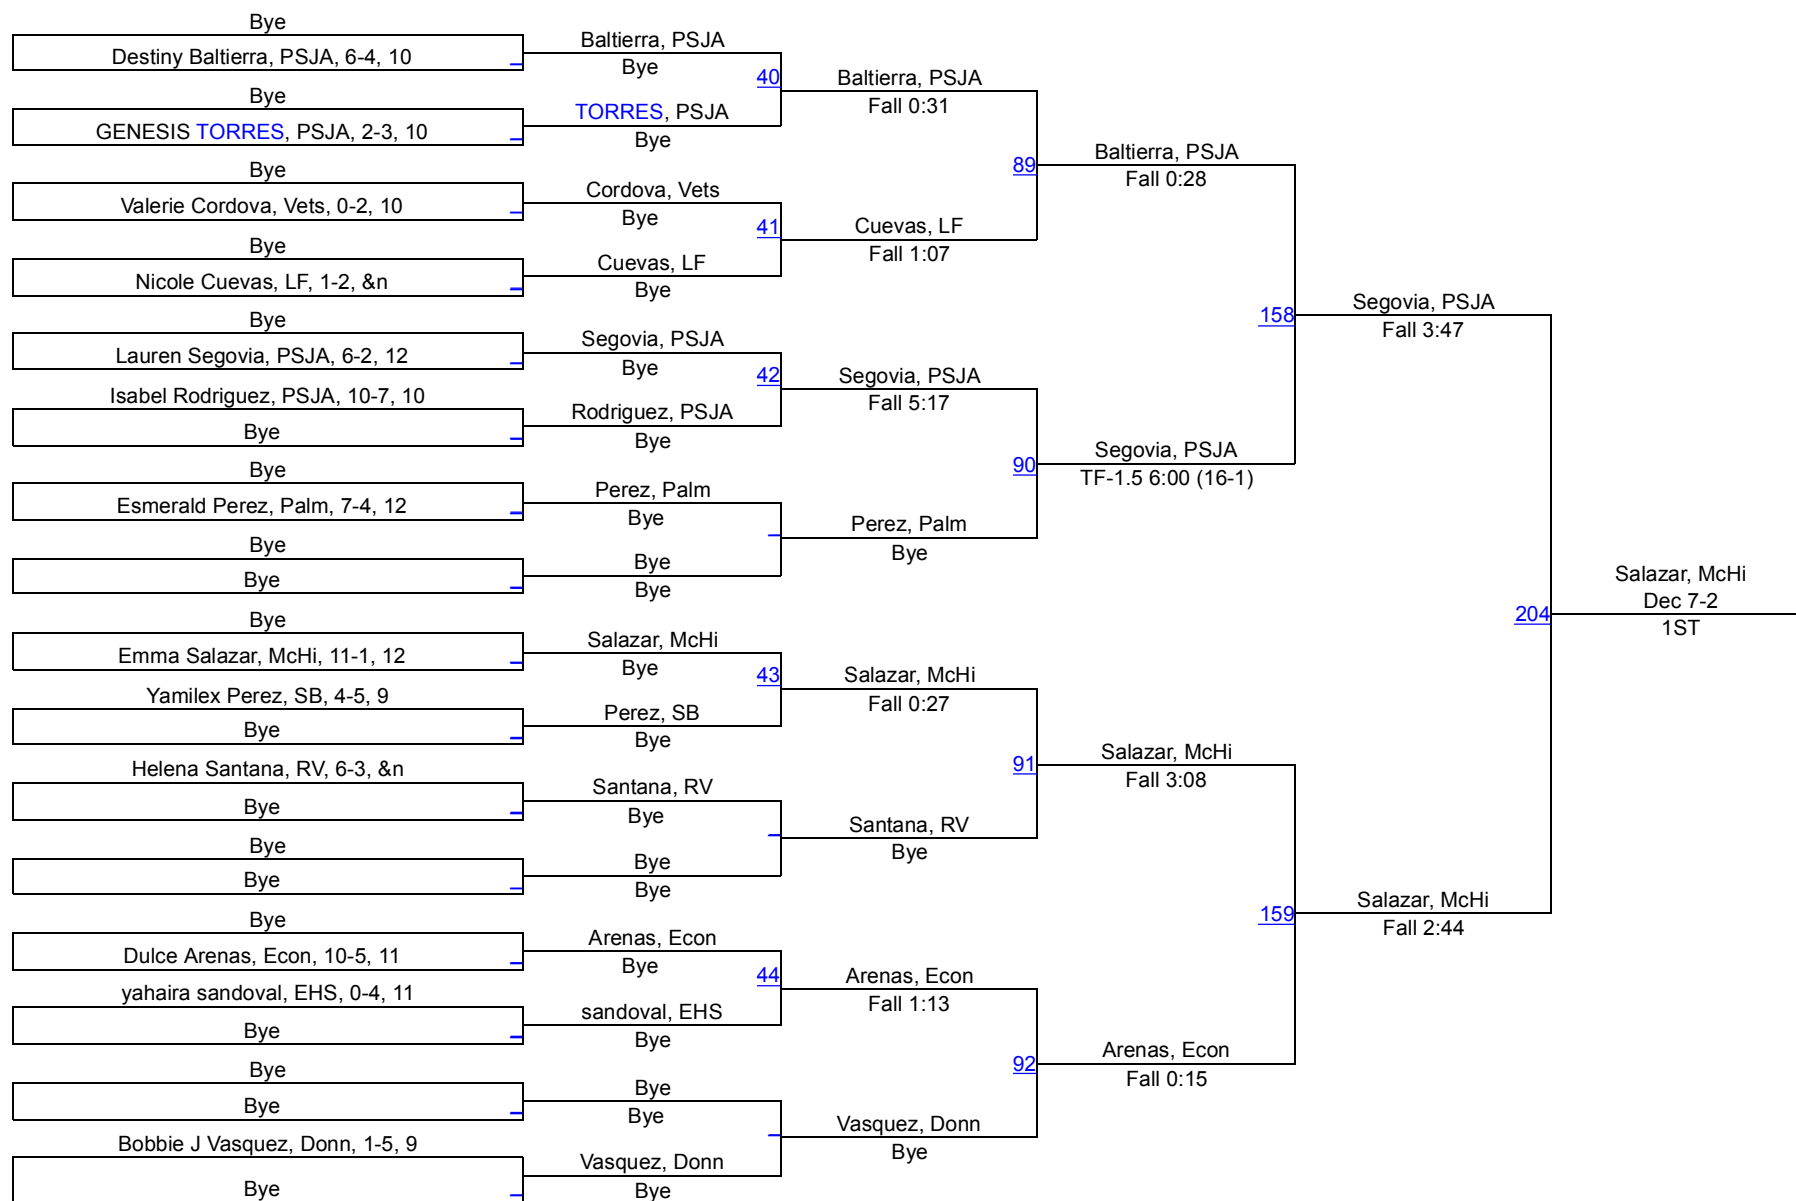 Bye
Destiny Baltierra, PSJA, 6-4, 10
Bye
GENESIS TORRES, PSJA, 2-3, 10
Bye
Valerie Cordova, Vets, 0-2, 10
Bye
Nicole Cuevas, LF, 1-2, &n
Bye
Lauren Segovia, PSJA, 6-2, 12
Isabel Rodriguez, PSJA, 10-7, 10
Bye
Bye
Esmerald Perez, Palm, 7-4, 12
Bye
Bye
Bye
Emma Salazar, McHi, 11-1, 12
Yamilex Perez, SB, 4-5, 9
Bye
Helena Santana, RV, 6-3, &n
Bye
Bye
Bye
Bye
Dulce Arenas, Econ, 10-5, 11
yahaira sandoval, EHS, 0-4, 11
Bye
Bye
Bye
Bobbie J Vasquez, Donn, 1-5, 9
Bye
Baltierra, PSJA
Bye
40
TORRES, PSJA
Bye
Cordova, Vets
Bye
41
Cuevas, LF
Bye
Segovia, PSJA
Bye
42
Rodriguez, PSJA
Bye
Perez, Palm
Bye
Bye
Bye
Salazar, McHi
Bye
43
Perez, SB
Bye
Santana, RV
Bye
Bye
Bye
Arenas, Econ
Bye
44
sandoval, EHS
Bye
Bye
Bye
Vasquez, Donn
Bye
Baltierra, PSJA
Fall 0:31
89
Cuevas, LF
Fall 1:07
Segovia, PSJA
Fall 5:17
90
Perez, Palm
Bye
Salazar, McHi
Fall 0:27
91
Santana, RV
Bye
Arenas, Econ
Fall 1:13
92
Vasquez, Donn
Bye
Baltierra, PSJA
Fall 0:28
158
Segovia, PSJA
TF-1.5 6:00 (16-1)
Salazar, McHi
Fall 3:08
159
Arenas, Econ
Fall 0:15
Segovia, PSJA
Fall 3:47
204
Salazar, McHi
Fall 2:44
Salazar, McHi
Dec 7-2
1ST